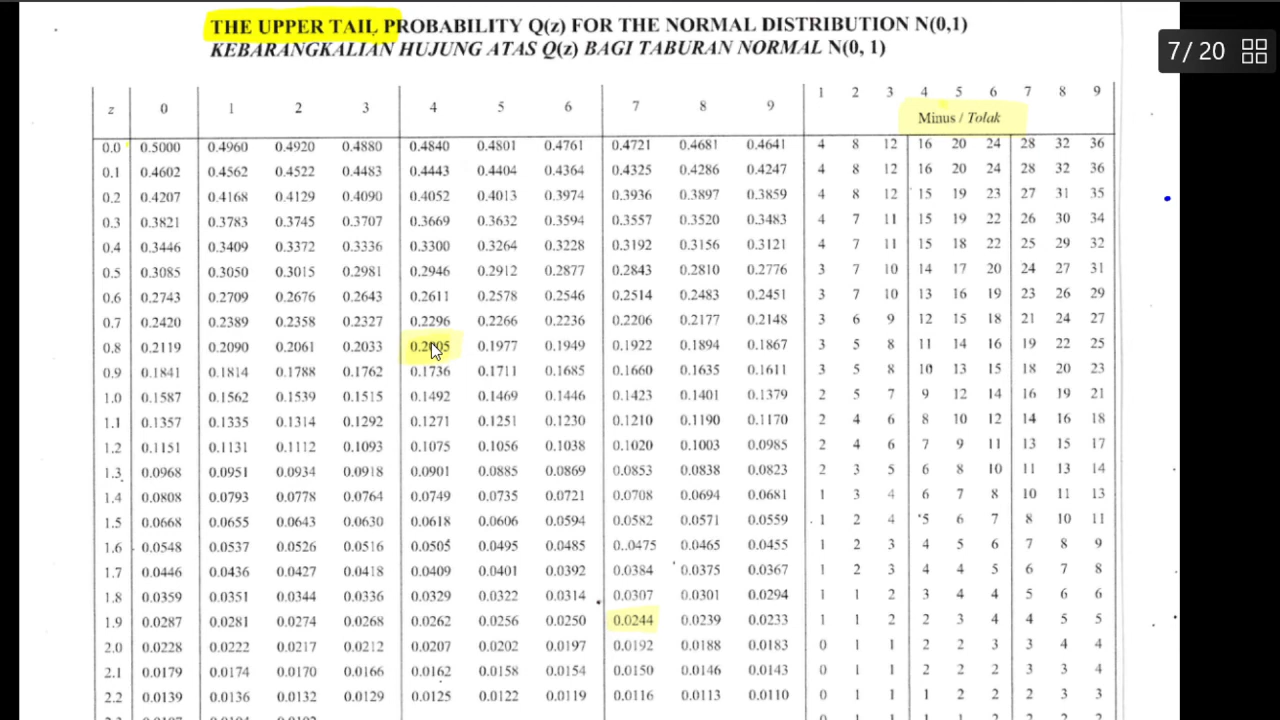 THE UPPER TAIL PROBABILITY Q(z) FOR THE NORMAL DISTRIBUTION N(0,1)
KEBARANGKALIAN HUJUNG ATAS Q(z) BAGI TABURAN NORMAL N(0, 1)
7/ 20
z 0 1 2 3 4 5 6 7 8 9 1 2 3 4 5 6 7 8 9
Minus / Tolak
0.0 0.5000 0.4960 0.4920 0.4880 0.4840 0.4801 0.4761 0.4721 0.4681 0.4641 4 8 12 16 20 24 28 32 36
0.1 0.4602 0.4562 0.4522 0.4483 0.4443 0.4404 0.4364 0.4325 0.4286 0.4247 4 8 12 16 20 24 28 32 36
0.2 0.4207 0.4168 0.4129 0.4090 0.4052 0.4013 0.3974 0.3936 0.3897 0.3859 4 8 12 15 19 23 27 31 35
0.3 0.3821 0.3783 0.3745 0.3707 0.3669 0.3632 0.3594 0.3557 0.3520 0.3483 4 7 11 15 19 22 26 30 34
0.4 0.3446 0.3409 0.3372 0.3336 0.3300 0.3264 0.3228 0.3192 0.3156 0.3121 4 7 11 15 18 22 25 29 32
0.5 0.3085 0.3050 0.3015 0.2981 0.2946 0.2912 0.2877 0.2843 0.2810 0.2776 3 7 10 14 17 20 24 27 31
0.6 0.2743 0.2709 0.2676 0.2643 0.2611 0.2578 0.2546 0.2514 0.2483 0.2451 3 7 10 13 16 19 23 26 29
0.7 0.2420 0.2389 0.2358 0.2327 0.2296 0.2266 0.2236 0.2206 0.2177 0.2148 3 6 9 12 15 18 21 24 27
0.8 0.2119 0.2090 0.2061 0.2033 0.2005 0.1977 0.1949 0.1922 0.1894 0.1867 3 5 8 11 14 16 19 22 25
0.9 0.1841 0.1814 0.1788 0.1762 0.1736 0.1711 0.1685 0.1660 0.1635 0.1611 3 5 8 10 13 15 18 20 23
1.0 0.1587 0.1562 0.1539 0.1515 0.1492 0.1469 0.1446 0.1423 0.1401 0.1379 2 5 7 9 12 14 16 19 21
1.1 0.1357 0.1335 0.1314 0.1292 0.1271 0.1251 0.1230 0.1210 0.1190 0.1170 2 4 6 8 10 12 14 16 18
1.2 0.1151 0.1131 0.1112 0.1093 0.1075 0.1056 0.1038 0.1020 0.1003 0.0985 2 4 6 7 9 11 13 15 17
1.3 0.0968 0.0951 0.0934 0.0918 0.0901 0.0885 0.0869 0.0853 0.0838 0.0823 2 3 5 6 8 10 11 13 14
1.4 0.0808 0.0793 0.0778 0.0764 0.0749 0.0735 0.0721 0.0708 0.0694 0.0681 1 3 4 6 7 8 10 11 13
1.5 0.0668 0.0655 0.0643 0.0630 0.0618 0.0606 0.0594 0.0582 0.0571 0.0559 1 2 4 5 6 7 8 10 11
1.6 0.0548 0.0537 0.0526 0.0516 0.0505 0.0495 0.0485 0..0475 0.0465 0.0455 1 2 3 4 5 6 7 8 9
1.7 0.0446 0.0436 0.0427 0.0418 0.0409 0.0401 0.0392 0.0384 0.0375 0.0367 1 2 3 4 4 5 6 7 8
1.8 0.0359 0.0351 0.0344 0.0336 0.0329 0.0322 0.0314 0.0307 0.0301 0.0294 1 1 2 3 4 4 5 6 6
1.9 0.0287 0.0281 0.0274 0.0268 0.0262 0.0256 0.0250 0.0244 0.0239 0.0233 1 1 2 2 3 4 4 5 5
2.0 0.0228 0.0222 0.0217 0.0212 0.0207 0.0202 0.0197 0.0192 0.0188 0.0183 0 1 1 2 2 3 3 4 4
2.1 0.0179 0.0174 0.0170 0.0166 0.0162 0.0158 0.0154 0.0150 0.0146 0.0143 0 1 1 2 2 2 3 3 4
2.2 0.0139 0.0136 0.0132 0.0129 0.0125 0.0122 0.0119 0.0116 0.0113 0.0110 0 1 1 1 2 2 2 3 3